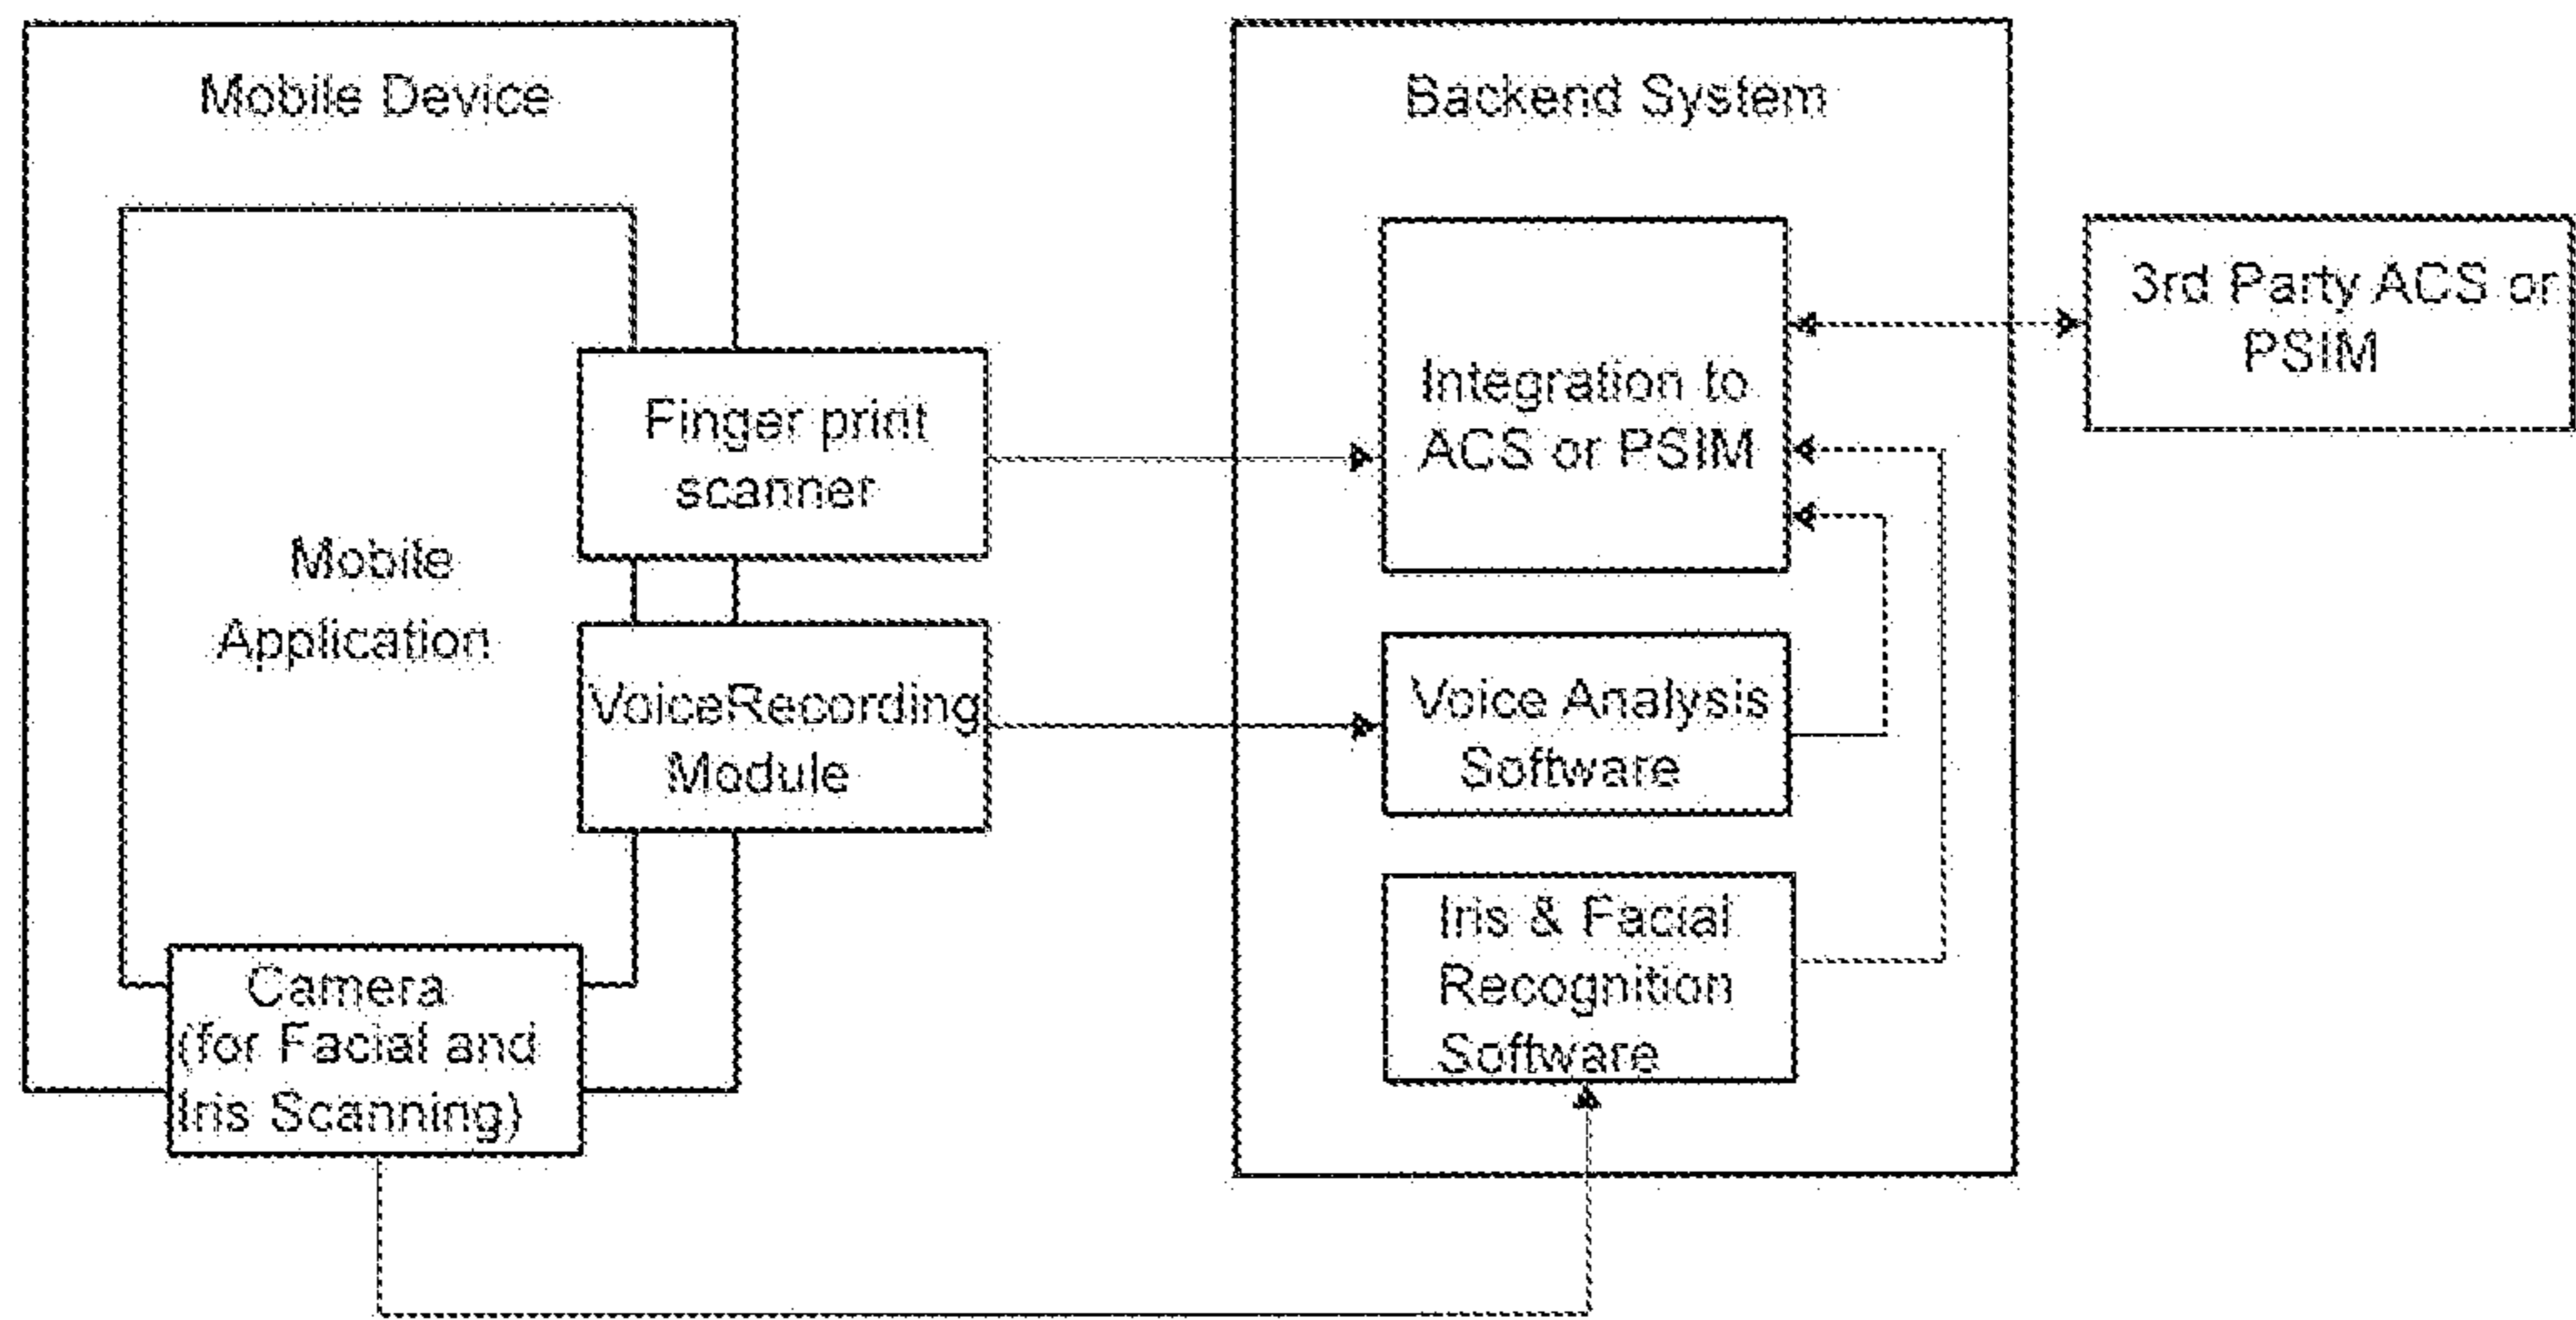 Mobile Device
Mobile
Application
Finger print
scanner
VoiceRecording
Module
Camera
(for Facial and
Iris Scanning)
Backend System
Integration to
ACS or PSIM
Voice Analysis
Software
Iris & Facial
Recognition
Software
3rd Party ACS or
PSIM